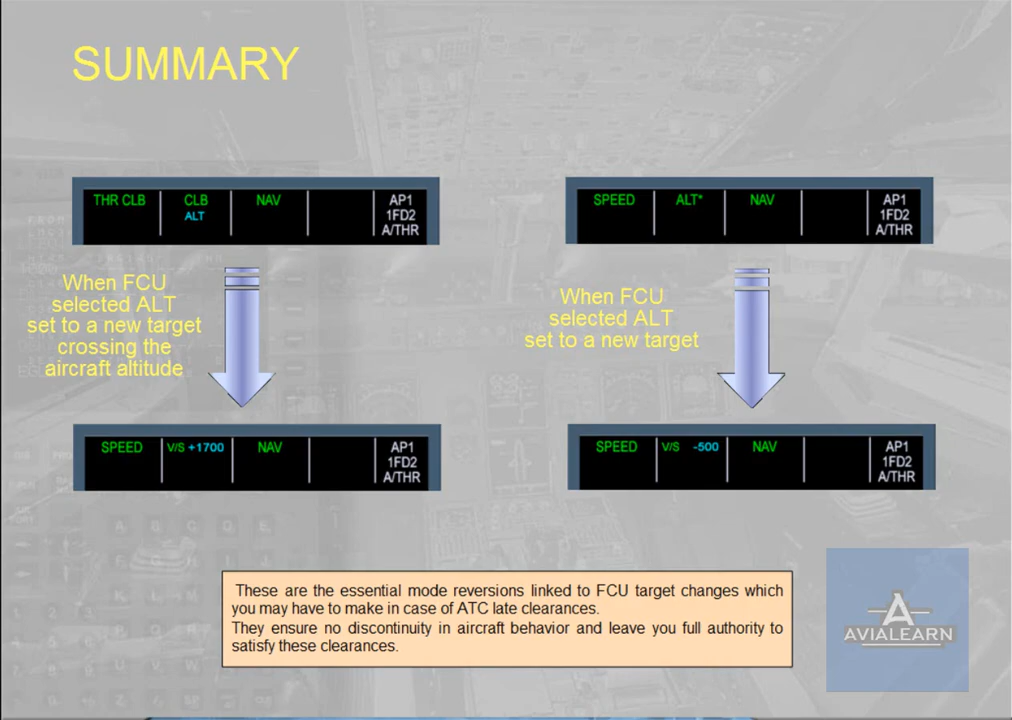 SUMMARY
THR CLB CLB NAV AP1
ALT 1FD2
A/THR
SPEED ALT* NAV AP1
1FD2
A/THR
When FCU
selected ALT
set to a new target
crossing the
aircraft altitude
When FCU
selected ALT
set to a new target
SPEED V/S +1700 NAV AP1
1FD2
A/THR
SPEED V/S -500 NAV AP1
1FD2
A/THR
These are the essential mode reversions linked to FCU target changes which
you may have to make in case of ATC late clearances.
They ensure no discontinuity in aircraft behavior and leave you full authority to
satisfy these clearances.
A
AVIALEARN